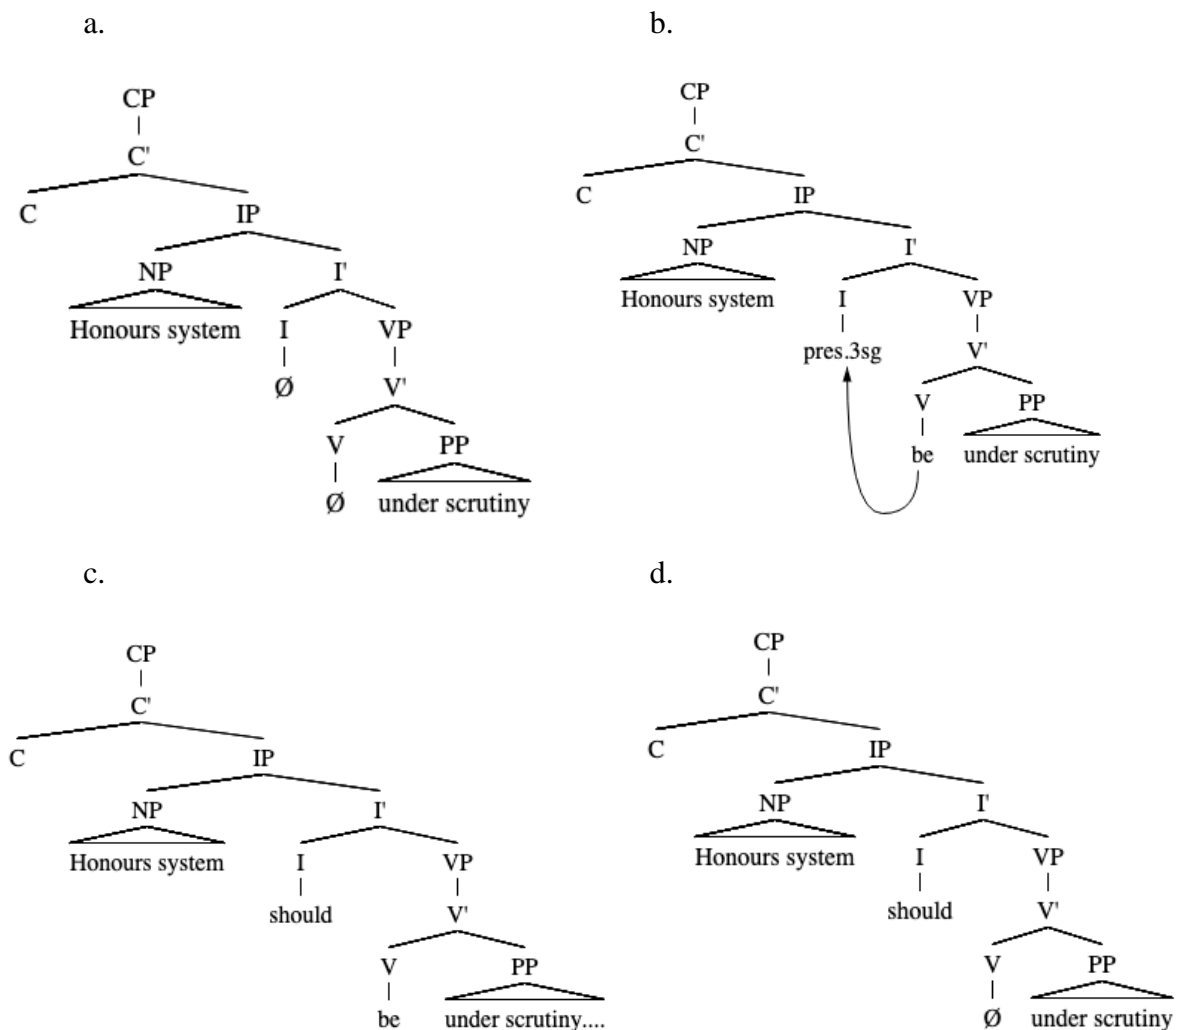 a.
b.
CP
C'
C
IP
NP
I'
Honours system
I
VP
Ø
V'
V
PP
Ø
under scrutiny
CP
C'
C
IP
NP
I'
Honours system
I
VP
pres.3sg
V'
V
PP
be
under scrutiny
c.
d.
CP
C'
C
IP
NP
I'
Honours system
I
VP
should
V'
V
PP
be
under scrutiny....
CP
C'
C
IP
NP
I'
Honours system
I
VP
should
V'
V
PP
Ø
under scrutiny